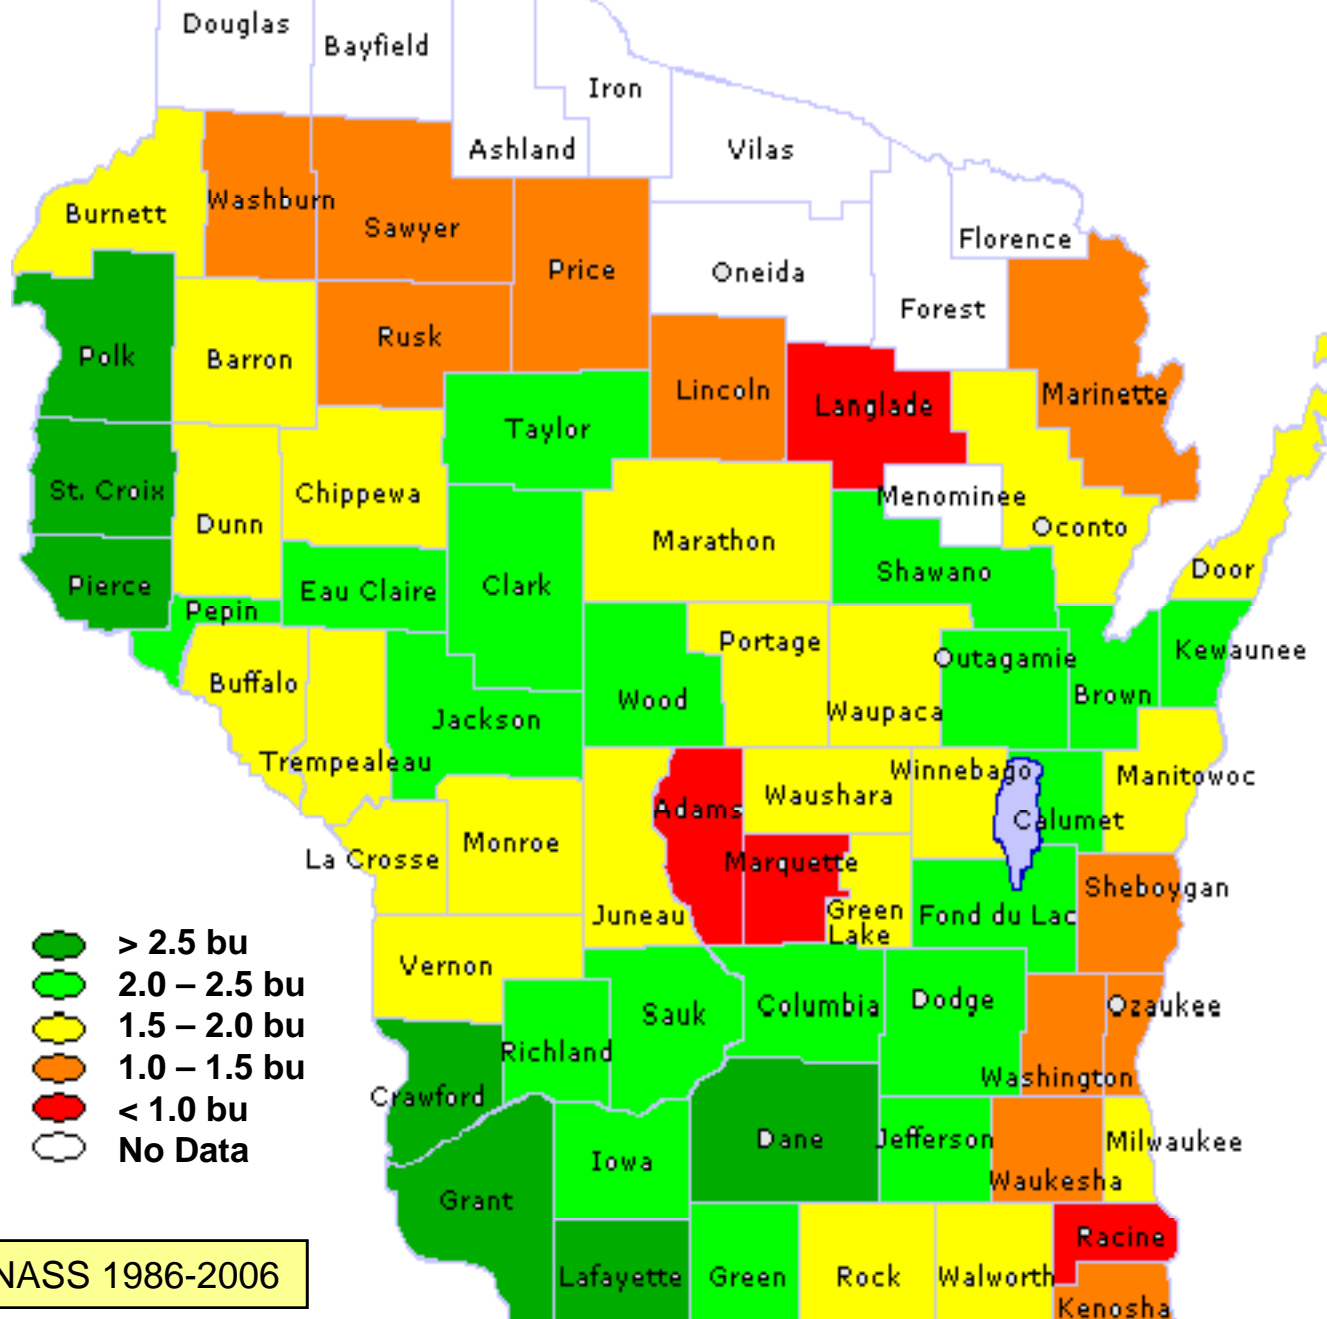 Douglas
Bayfield
Iron
Ashland
Vilas
Burnett
Washburn
Sawyer
Price
Oneida
Florence
Forest
Polk
Barron
Rusk
Lincoln
Langlade
Marinette
Taylor
St. Croix
Dunn
Chippewa
Marathon
Menominee
Oconto
Pierce
Pepin
Eau Claire
Clark
Shawano
Door
Buffalo
Trempealeau
Jackson
Wood
Portage
Waupaca
Outagamie
Brown
Kewaunee
La Crosse
Monroe
Juneau
Adams
Waushara
Marquette
Green
Lake
Winnebago
Calumet
Manitowoc
Fond du Lac
Sheboygan
Vernon
Crawford
Richland
Sauk
Columbia
Dodge
Washington
Ozaukee
Grant
Iowa
Dane
Jefferson
Waukesha
Milwaukee
Lafayette
Green
Rock
Walworth
Racine
Kenosha
> 2.5 bu
2.0 – 2.5 bu
1.5 – 2.0 bu
1.0 – 1.5 bu
< 1.0 bu
No Data
NASS 1986-2006